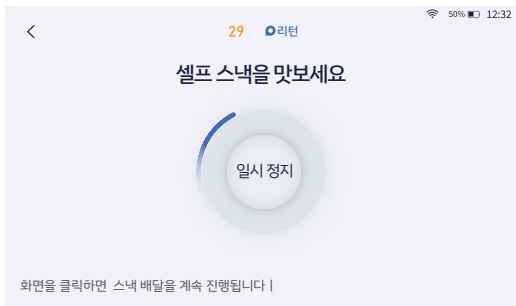 50% 12:32
29 리턴
셀프 스낵을 맛보세요
일시 정지
화면을 클릭하면 스낵 배달을 계속 진행됩니다 |